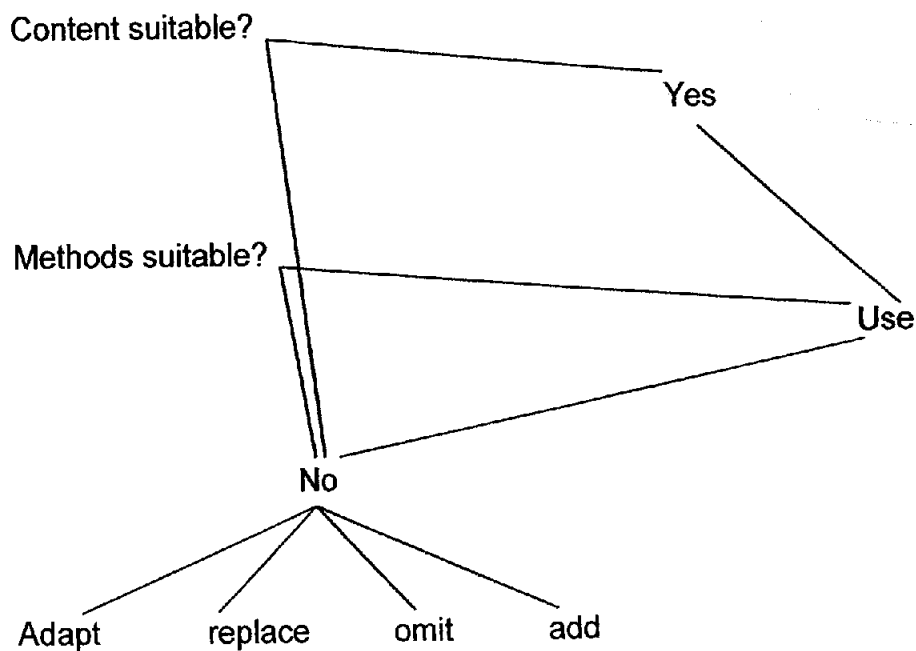 Content suitable?
Yes
Methods suitable?
Use
No
Adapt replace omit add